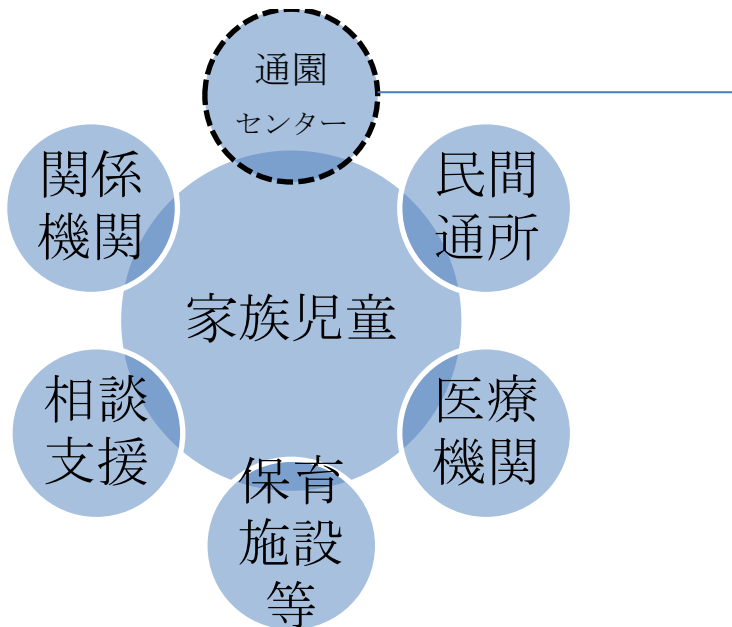 通園
センター
関係
機関
民間
通所
家族児童
相談
支援
医療
機関
保育
施設
等